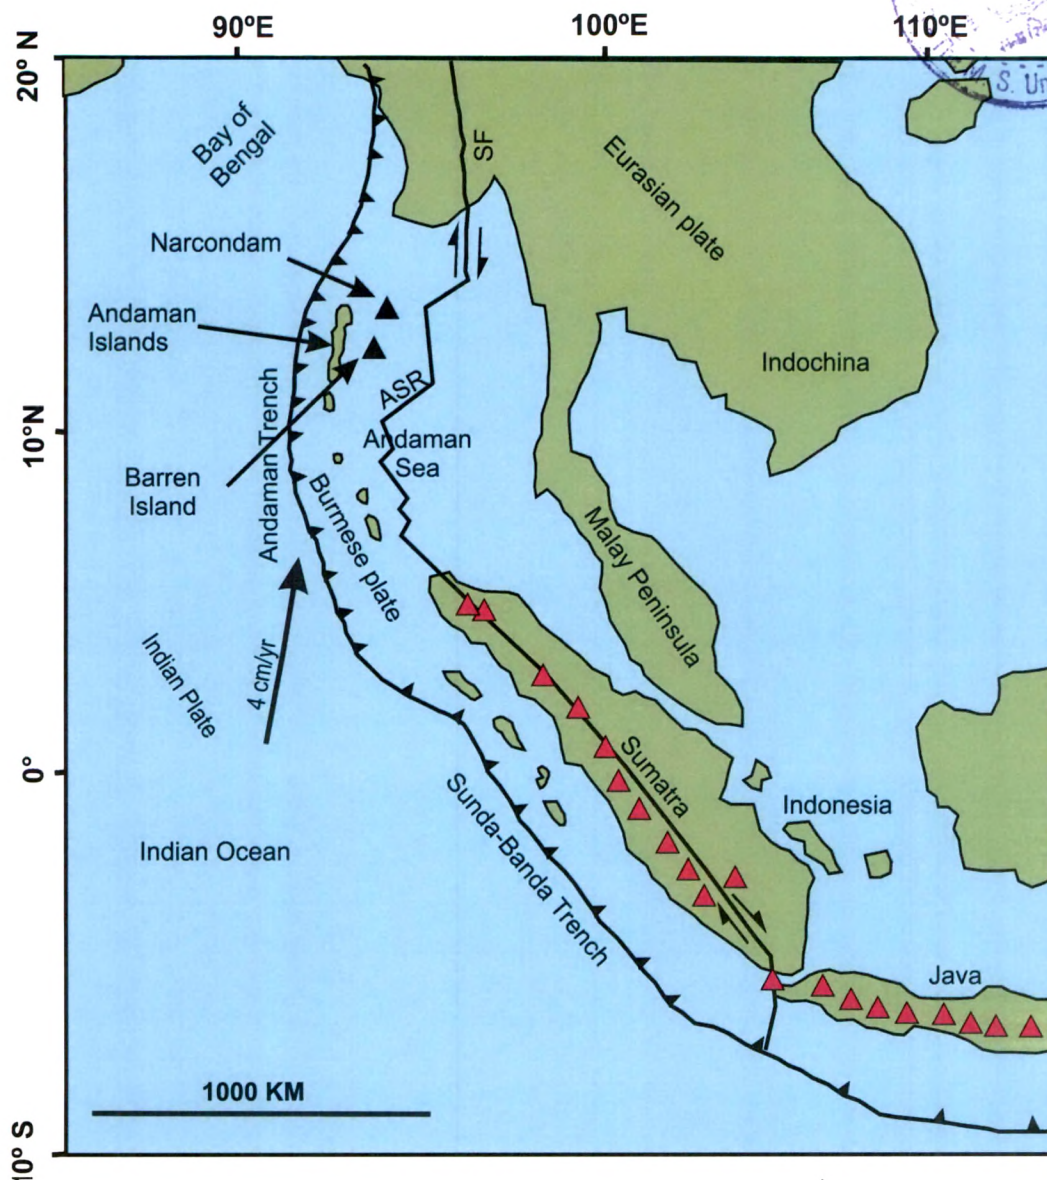 90ºE
100ºE
110ºE
20º N
10ºN
0º
10º S
S. Un
Bay of
Bengal
SF
Eurasian plate
Narcondam
Andaman
Islands
Indochina
ASR
Andaman
Sea
Andaman Trench
Barren
Island
Burmese plate
Malay Peninsula
4 cm/yr
Indian Plate
Sumatra
Indonesia
Sunda-Banda Trench
Indian Ocean
Java
1000 KM